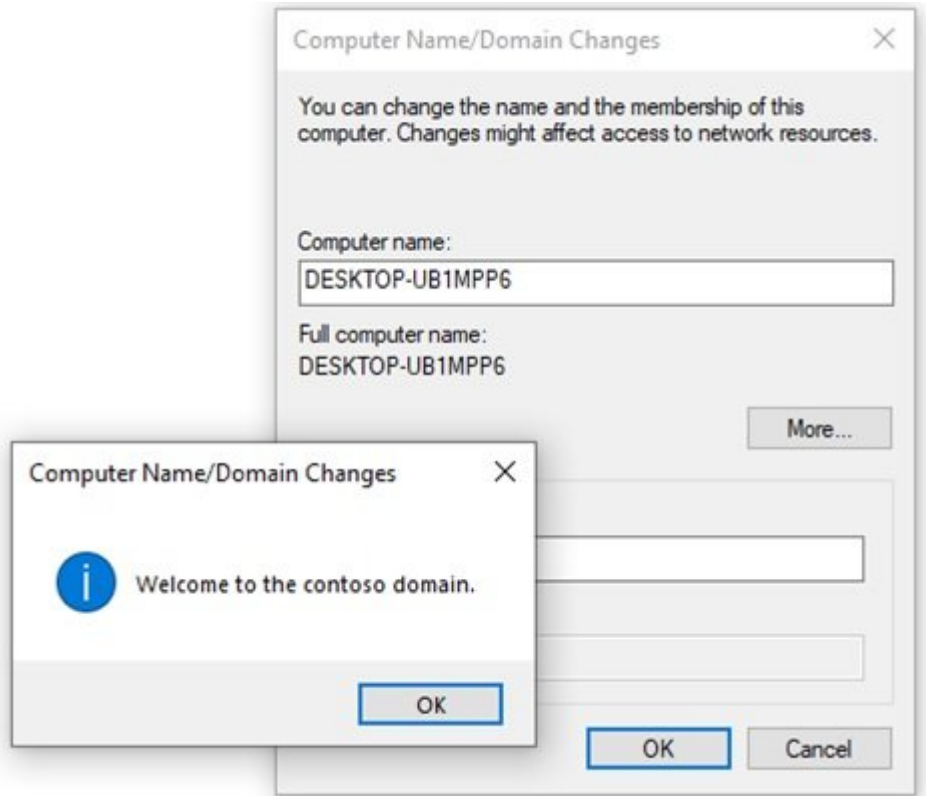 Computer Name/Domain Changes
You can change the name and the membership of this
computer. Changes might affect access to network resources.
Computer name:
DESKTOP-UB1MPP6
Full computer name:
DESKTOP-UB1MPP6
More...
Computer Name/Domain Changes
Welcome to the contoso domain.
OK
OK
Cancel